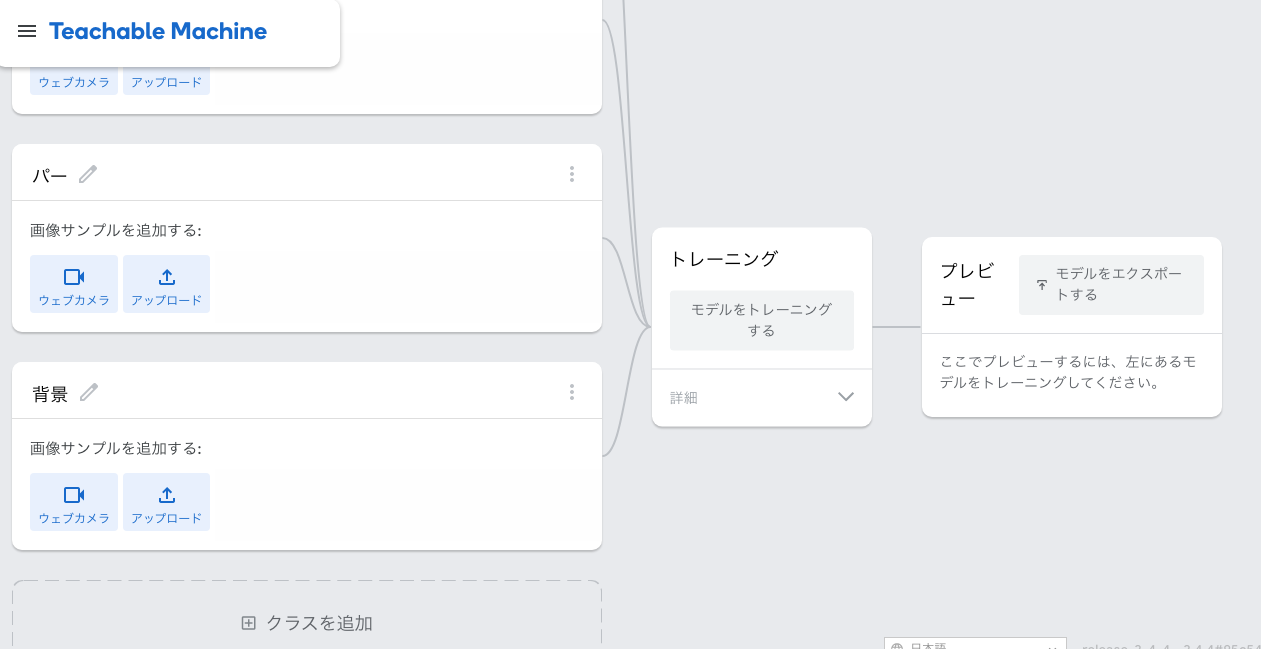 Teachable Machine
ウェブカメラ
アップロード
パー
画像サンプルを追加する:
ウェブカメラ
アップロード
背景
画像サンプルを追加する:
ウェブカメラ
アップロード
クラスを追加
トレーニング
モデルをトレーニング
する
詳細
プレビ
ュー
モデルをエクスポー
トする
ここでプレビューするには、左にあるモ
デルをトレーニングしてください。
日本語